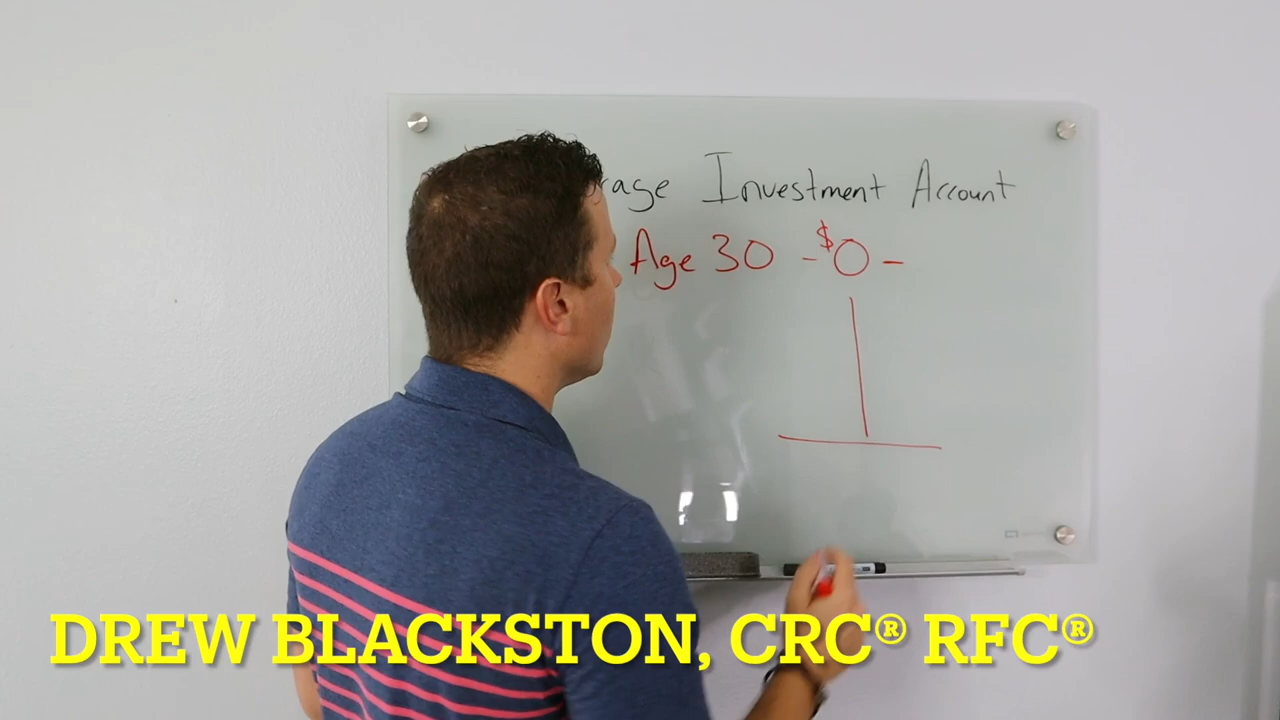 rage Investment Account
Age 30 - $0 -
DREW BLACKSTON, CRC® RFC®